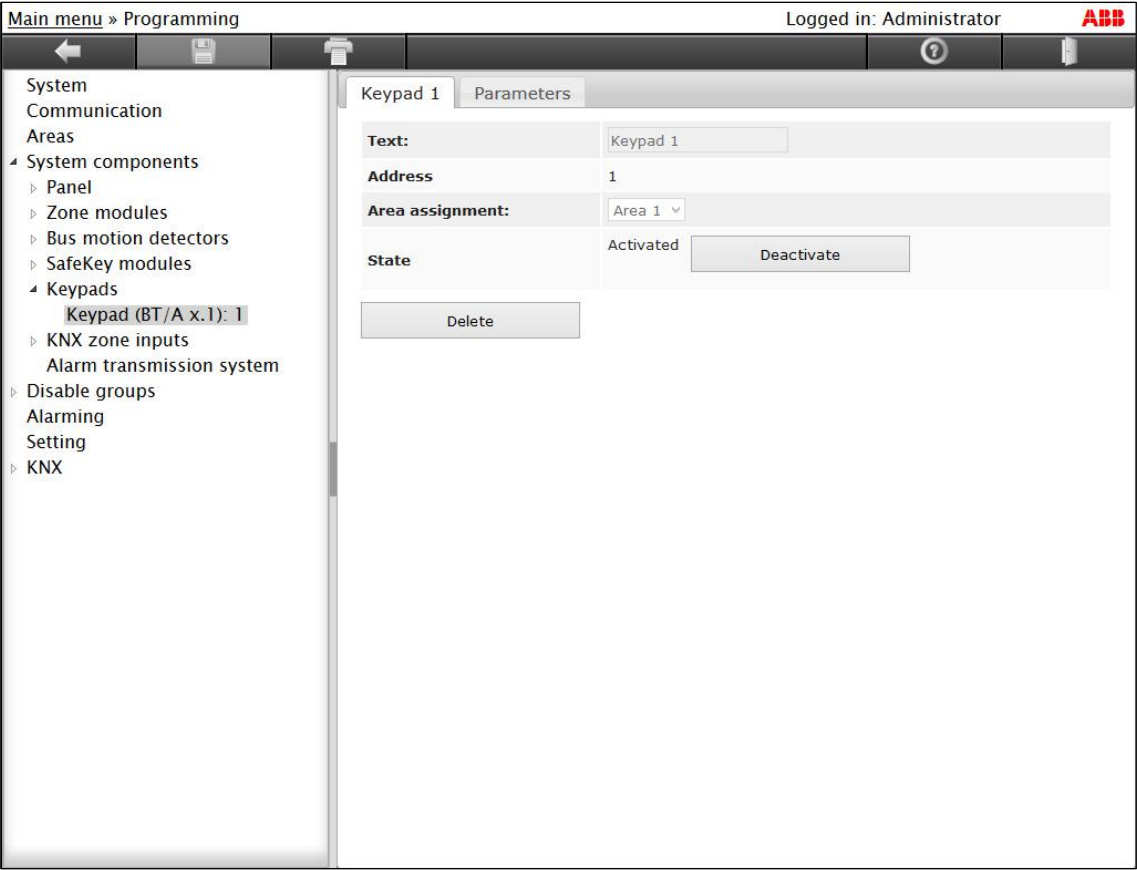 Main menu » Programming
Logged in: Administrator
ABB
System
Communication
Areas
System components
Panel
Zone modules
Bus motion detectors
SafeKey modules
Keypads
Keypad (BT/A x.1): 1
KNX zone inputs
Alarm transmission system
Disable groups
Alarming
Setting
KNX
Keypad 1
Parameters
Text:
Keypad 1
Address
1
Area assignment:
Area 1
State
Activated
Deactivate
Delete